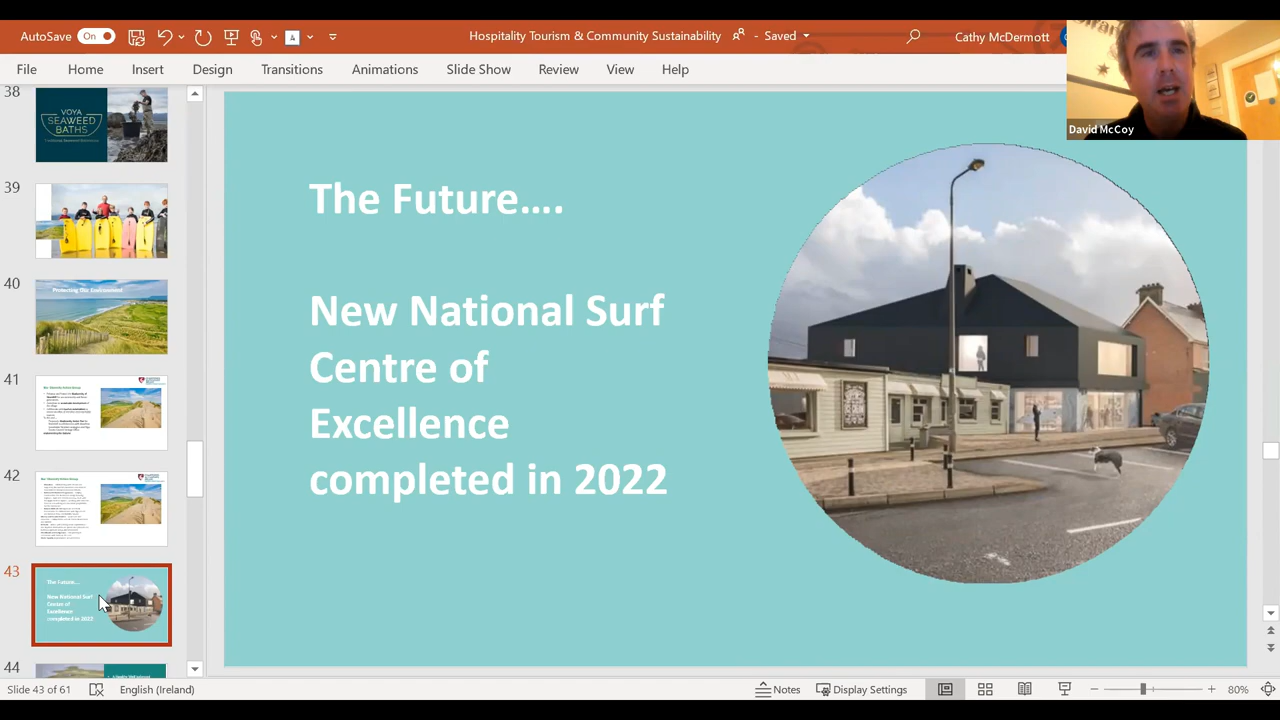 AutoSave On
4
Hospitality Tourism & Community Sustainability
Saved
Cathy McDermott
File Home Insert Design Transitions Animations Slide Show Review View Help
David McCoy
38
VOYA
SEAWEED
BATHS
39
40
Protecting Our Environment
41
42
43
The Future....
New National Surf
Centre of
Excellence
completed in 2022
44
The Future….
New National Surf
Centre of
Excellence
completed in 2022
Slide 43 of 61 English (Ireland) Notes Display Settings 80%